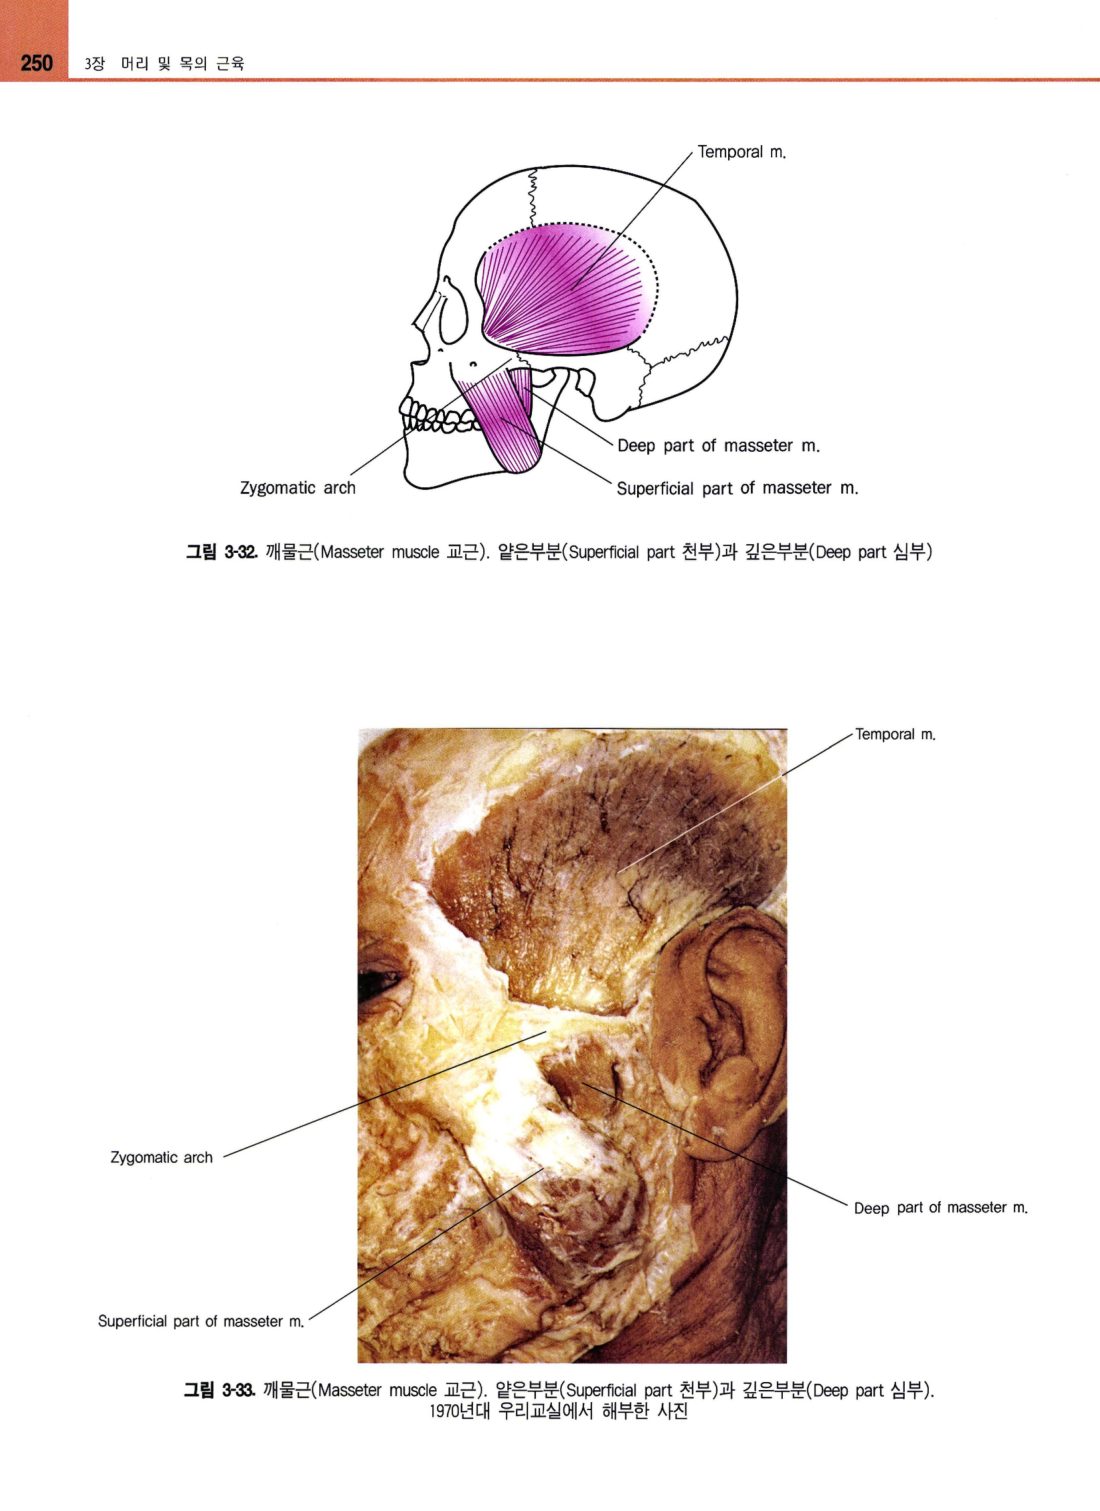 250 3장 머리 및 목의 근육
Temporal m.
Deep part of masseter m.
Zygomatic arch
Superficial part of masseter m.
그림 3-32. 깨물근(Masseter muscle 교근). 얕은부분(Superficial part 천부)과 깊은부분(Deep part 심부)
Temporal m.
Zygomatic arch
Deep part of masseter m.
Superficial part of masseter m.
그림 3-33. 깨물근(Masseter muscle 교근). 얕은부분(Superficial part 천부)과 깊은부분(Deep part 심부).
1970년대 우리교실에서 해부한 사진